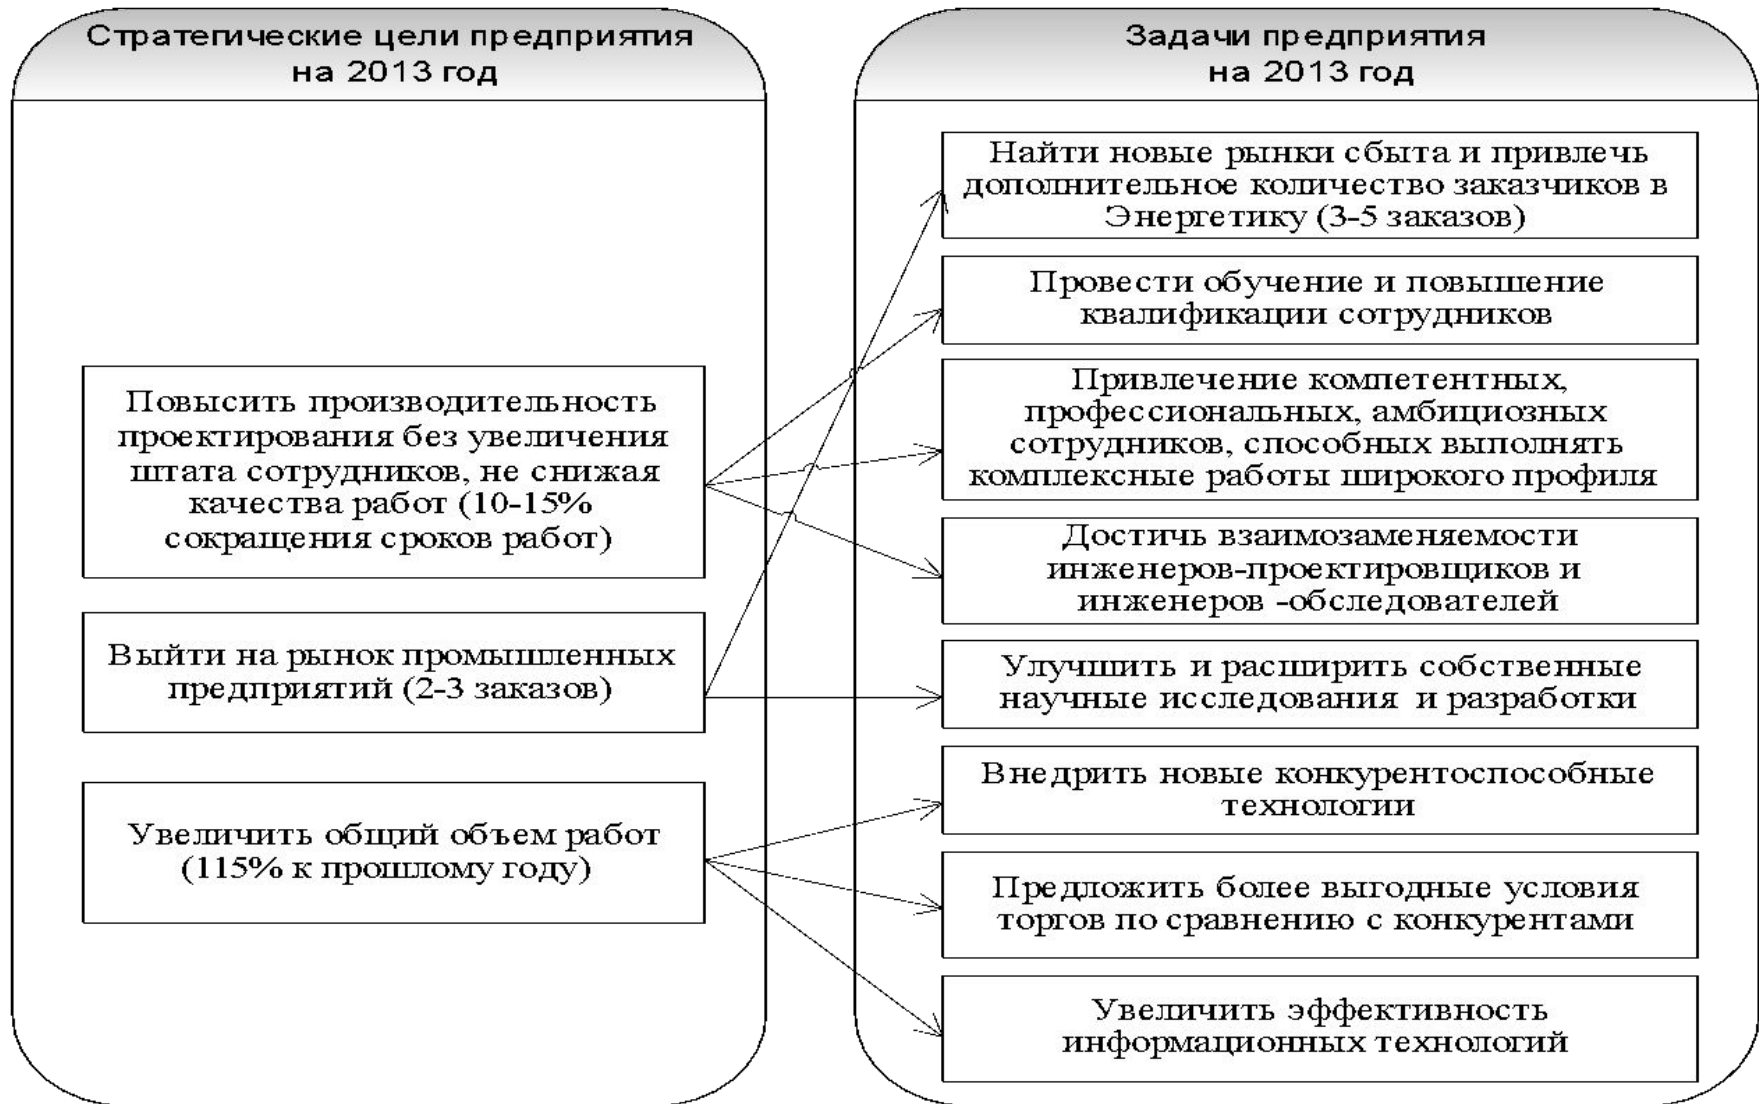 Стратегические цели предприятия
на 2013 год
Повысить производительность
проектирования без увеличения
штата сотрудников, не снижая
качества работ (10-15%
сокращения сроков работ)
Выйти на рынок промышленных
предприятий (2-3 заказов)
Увеличить общий объем работ
(115% к прошлому году)
Задачи предприятия
на 2013 год
Найти новые рынки сбыта и привлечь
дополнительное количество заказчиков в
Энергетику (3-5 заказов)
Провести обучение и повышение
квалификации сотрудников
Привлечение компетентных,
профессиональных, амбициозных
сотрудников, способных выполнять
комплексные работы широкого профиля
Достичь взаимозаменяемости
инженеров-проектировщиков и
инженеров -обследователей
Улучшить и расширить собственные
научные исследования  и разработки
Внедрить новые конкурентоспособные
технологии
Предложить более выгодные условия
торгов по сравнению с конкурентами
Увеличить эффективность
информационных технологий